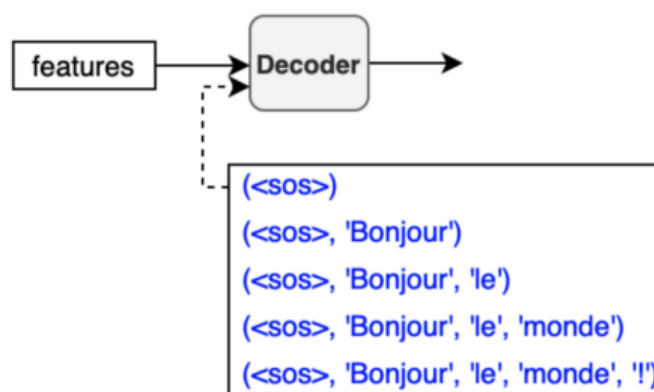 features
Decoder
(<sos>)
(<sos>, 'Bonjour')
(<sos>, 'Bonjour', 'le')
(<sos>, 'Bonjour', 'le', 'monde')
(<sos>, 'Bonjour', 'le', 'monde', '!')